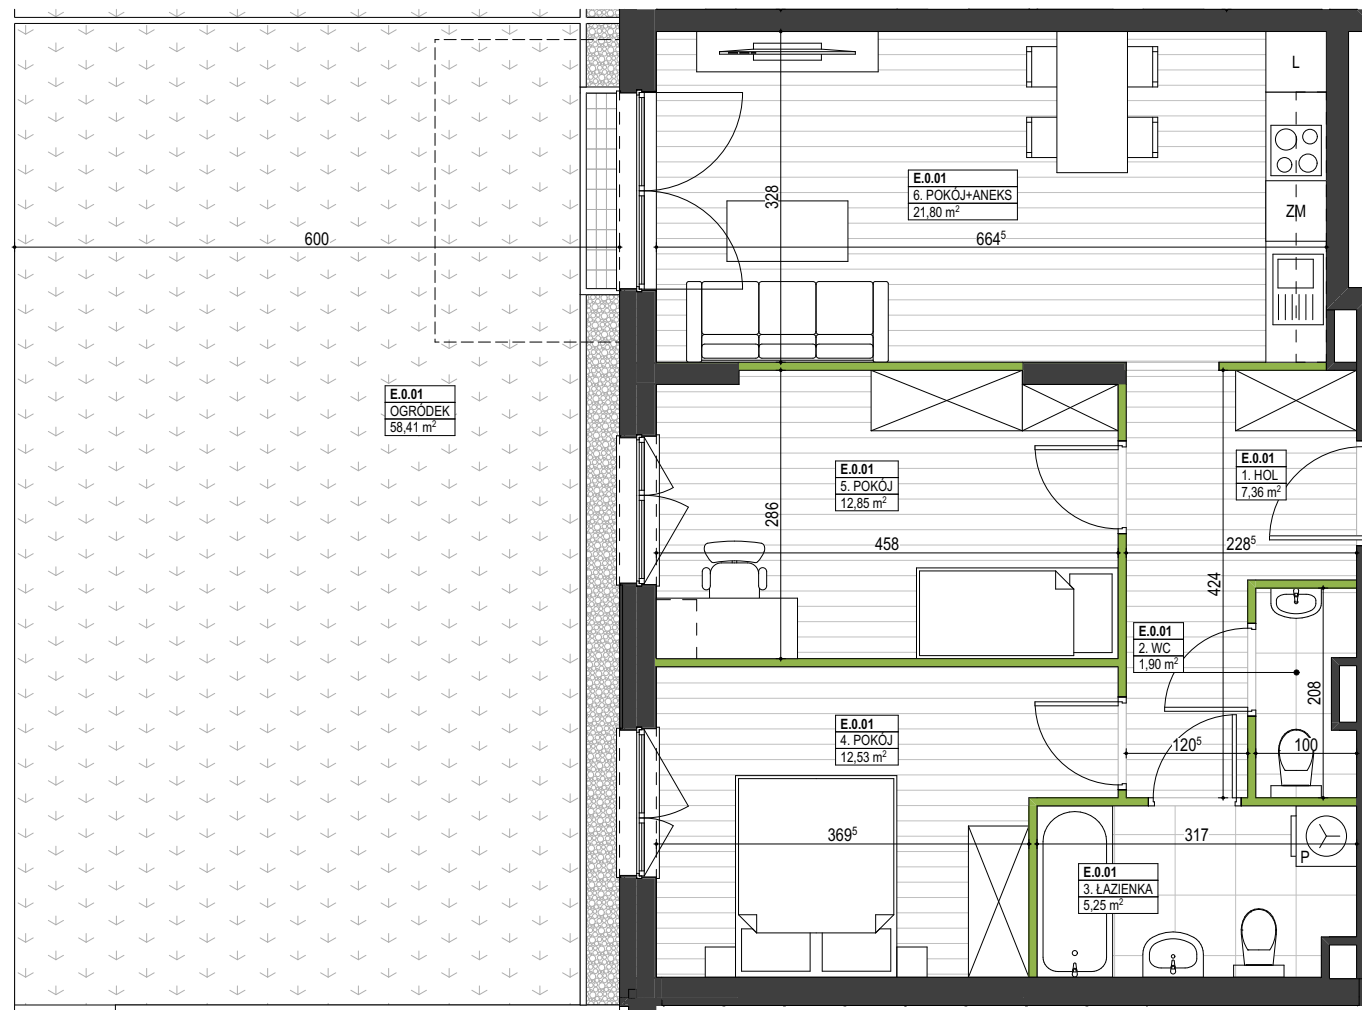 L
E.0.01
6. POKÓJ+ANEKS
21,80 m²
328
ZM
600
664⁵
E.0.01
OGRÓDEK
58,41 m²
E.0.01
5. POKÓJ
12,85 m²
E.0.01
1. HOL
7,36 m²
286
458
228⁵
424
E.0.01
2. WC
1,90 m²
208
E.0.01
4. POKÓJ
12,53 m²
120⁵
100
369⁵
317
P
E.0.01
3. ŁAZIENKA
5,25 m²